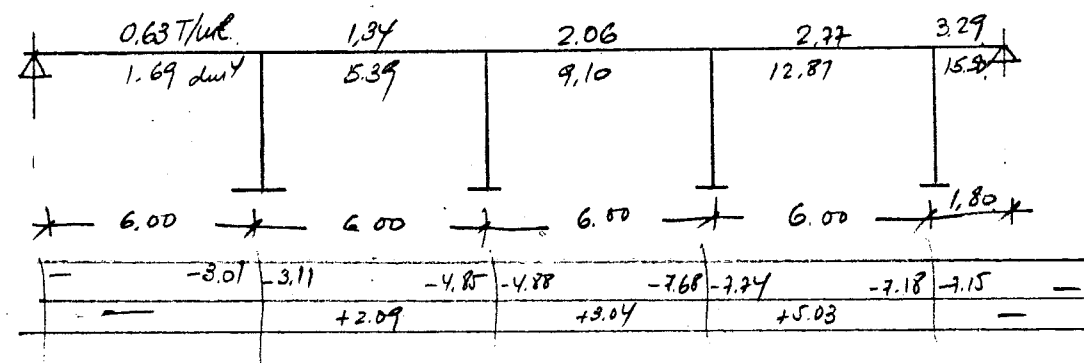 0.63 T/ml. 1,34 2.06 2,77 3.29
1.69 dm4 5.39 9,10 12,87
6.00 6.00 6.00 6.00 1,80
— -3.01 -3.11 -4.85 -4.88 -7.68 -7.74 -7.18 -7.15 —
— +2.09 +3.04 +5.03 —